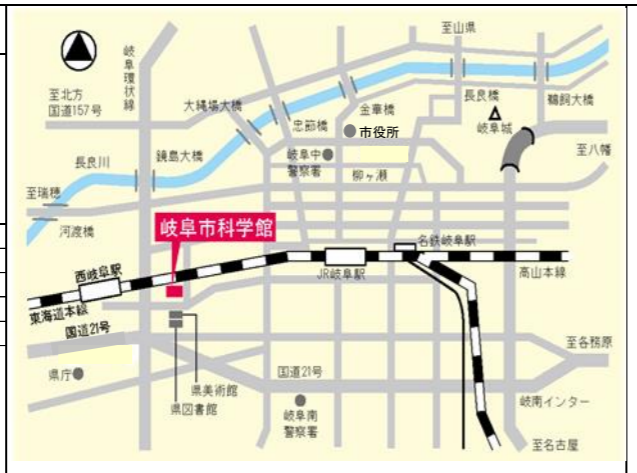 至山県
岐阜
環状線
至北方
国道157号
大縄場大橋
忠節橋
金華橋
長良橋
鵜飼大橋
市役所
岐阜城
長良川
鏡島大橋
岐阜中
警察署
柳ヶ瀬
至八幡
至瑞穂
河渡橋
岐阜市科学館
西岐阜駅
JR岐阜駅
名鉄岐阜駅
高山本線
東海道本線
国道21号
至各務原
県庁
県美術館
県図書館
国道21号
岐阜南
警察署
岐南インター
至名古屋